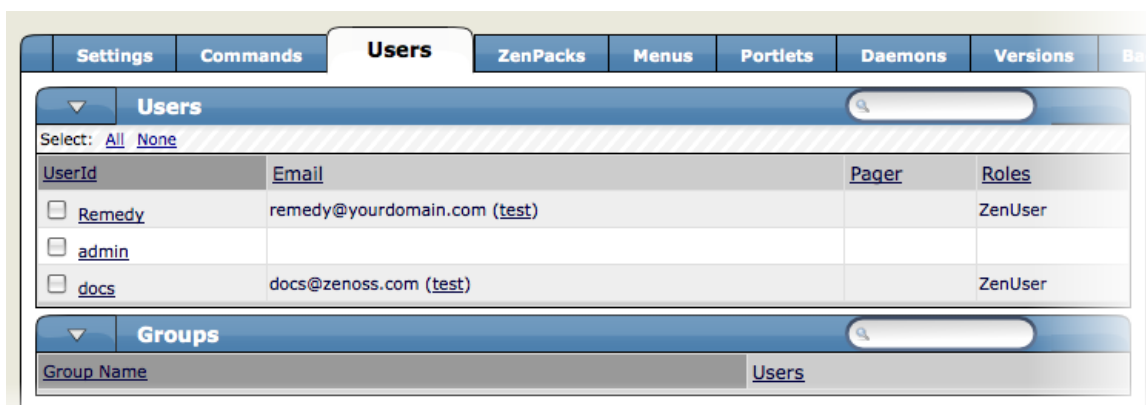 Settings Commands Users ZenPacks Menus Portlets Daemons Versions Ba
Users
Select: All None
UserId Email Pager Roles
Remedy remedy@yourdomain.com (test) ZenUser
admin
docs docs@zenoss.com (test) ZenUser
Groups
Group Name Users